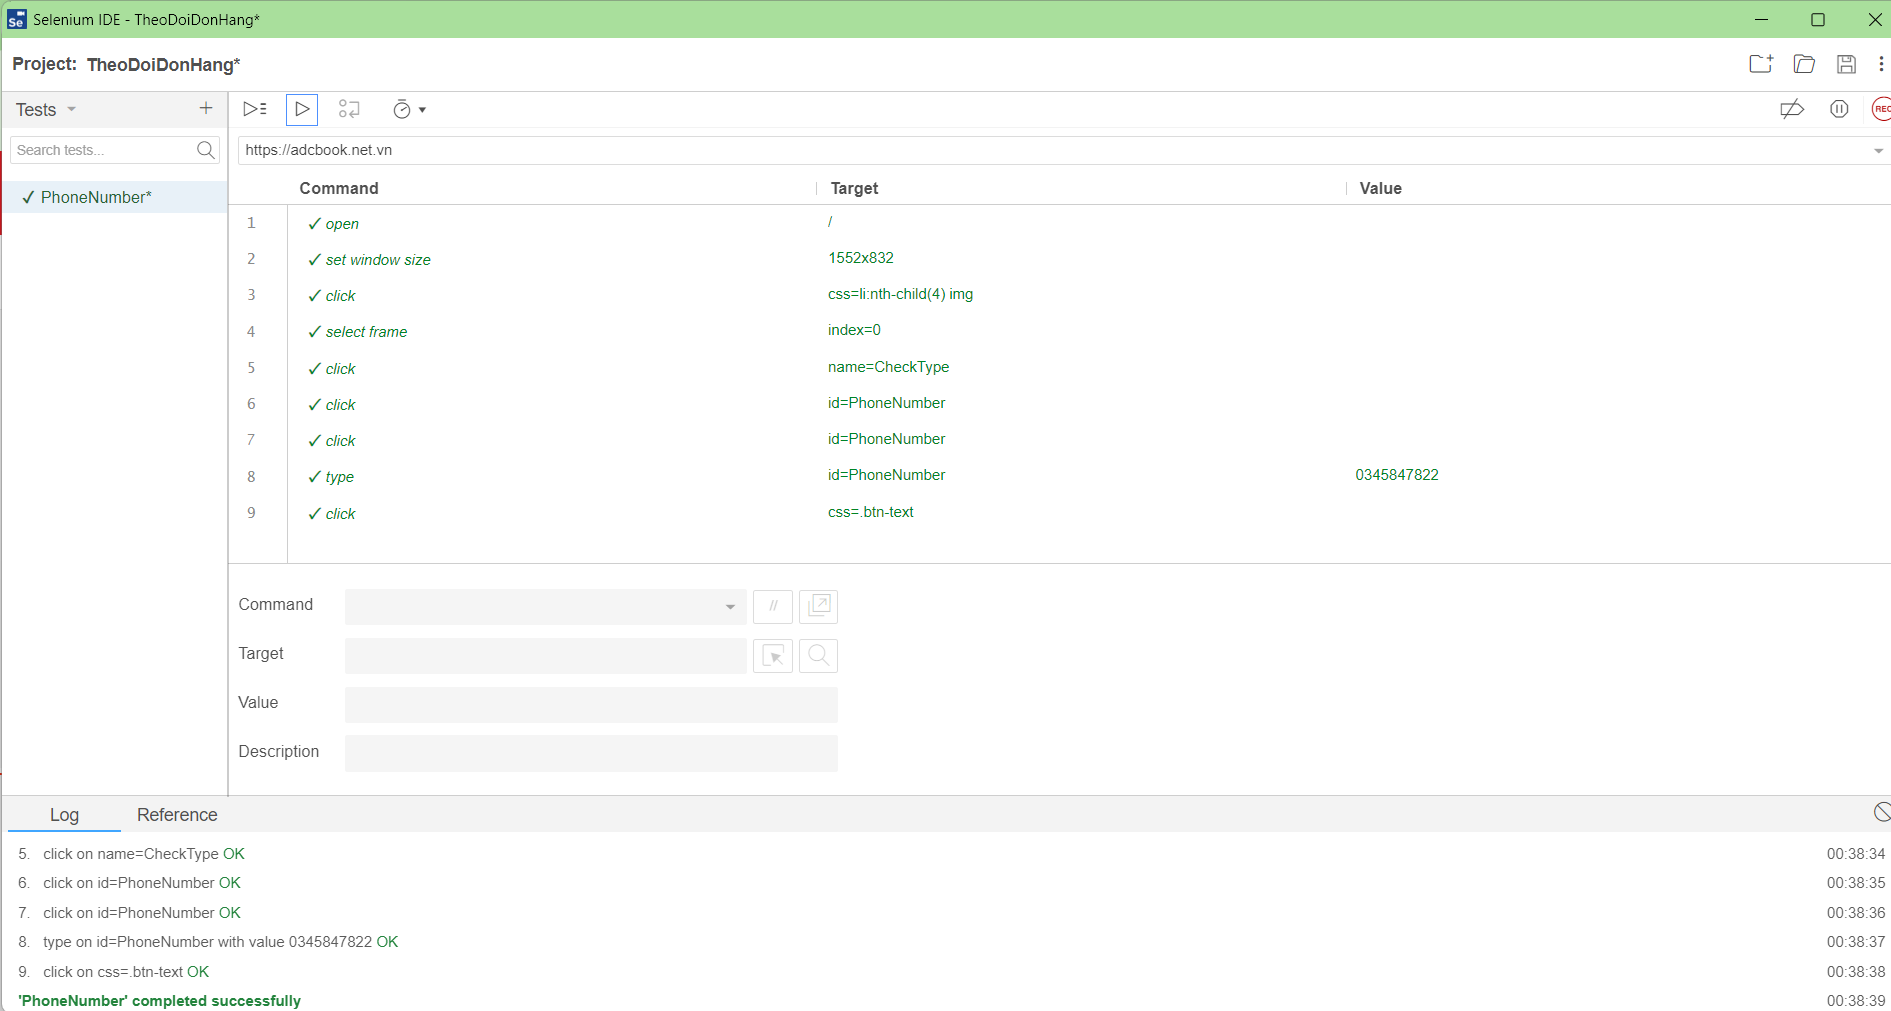 Selenium IDE - TheoDoiDonHang*
Project: TheoDoiDonHang*
Tests
Search tests...
✓ PhoneNumber*
REC
https://adcbook.net.vn
Command Target Value
1 ✓ open /
2 ✓ set window size 1552x832
3 ✓ click css=li:nth-child(4) img
4 ✓ select frame index=0
5 ✓ click name=CheckType
6 ✓ click id=PhoneNumber
7 ✓ click id=PhoneNumber
8 ✓ type id=PhoneNumber 0345847822
9 ✓ click css=.btn-text
Command //
Target
Value
Description
Log Reference
5. click on name=CheckType OK 00:38:34
6. click on id=PhoneNumber OK 00:38:35
7. click on id=PhoneNumber OK 00:38:36
8. type on id=PhoneNumber with value 0345847822 OK 00:38:37
9. click on css=.btn-text OK 00:38:38
'PhoneNumber' completed successfully 00:38:39